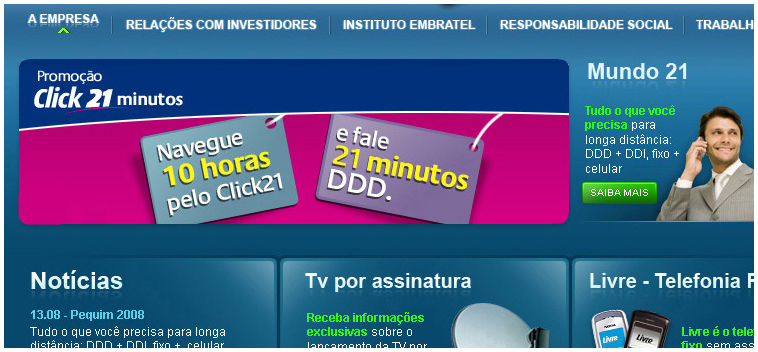 A EMPRESA
RELAÇÕES COM INVESTIDORES
INSTITUTO EMBRATEL
RESPONSABILIDADE SOCIAL
TRABALH
Promoção
Click 21 minutos
Navegue
10 horas
pelo Click21
e fale
21 minutos
DDD.
Mundo 21
Tudo o que você
precisa para
longa distância:
DDD + DDI, fixo +
celular
SAIBA MAIS
Notícias
13.08 - Pequim 2008
Tudo o que você precisa para longa
distância: DDD + DDI, fixo + celular
Tv por assinatura
Receba informações
exclusivas sobre o
lançamento da TV por
Livre - Telefonia F
Livre
Livre
Livre é o tele
fixo sem ass